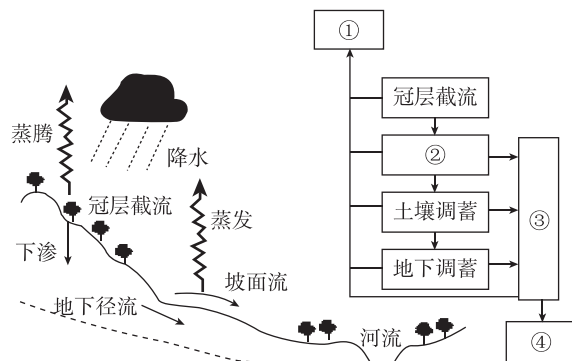 ①
冠层截流
蒸腾
降水
②
③
冠层截流
土壤调蓄
蒸发
下渗
坡面流
地下调蓄
地下径流
河流
④